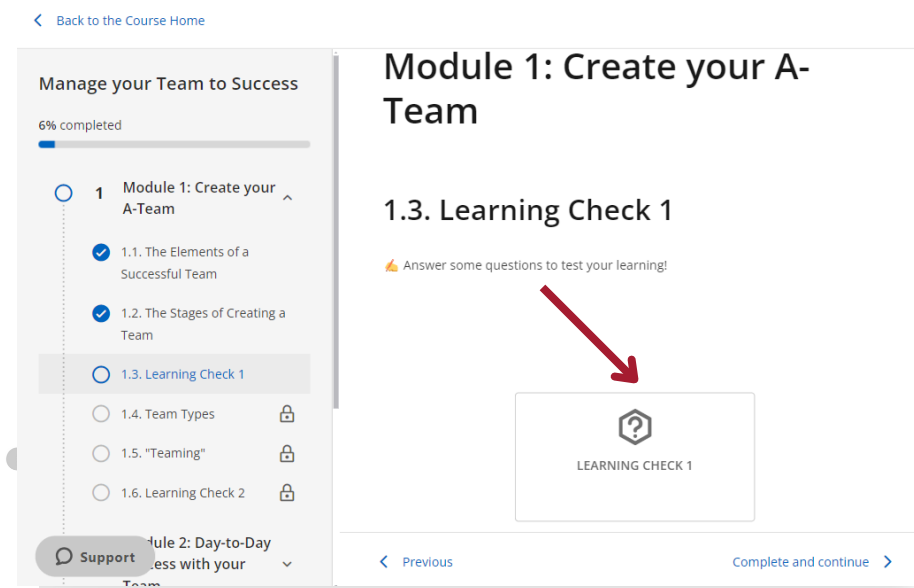 Back to the Course Home
Manage your Team to Success
6% completed
1
Module 1: Create your
A-Team
1.1. The Elements of a
Successful Team
1.2. The Stages of Creating a
Team
1.3. Learning Check 1
1.4. Team Types
1.5. "Teaming"
1.6. Learning Check 2
dule 2: Day-to-Day
ess with your
Team
Support
Module 1: Create your A-
Team
1.3. Learning Check 1
✍️ Answer some questions to test your learning!
LEARNING CHECK 1
Previous
Complete and continue